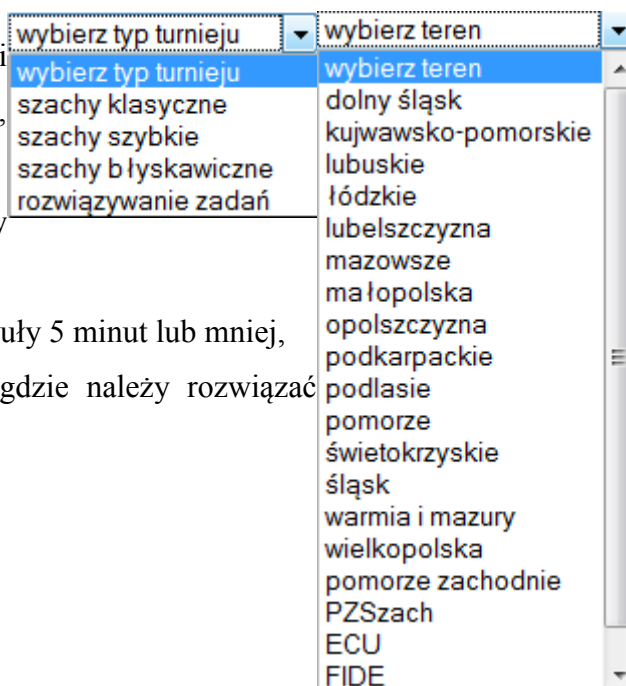 wybierz typ turnieju
wybierz typ turnieju
szachy klasyczne
szachy szybkie
szachy błyskawiczne
rozwiązywanie zadań
wybierz teren
wybierz teren
dolny śląsk
kujwawsko-pomorskie
lubuskie
łódzkie
lubelszczyzna
mazowsze
małopolska
opolszczyzna
podkarpackie
podlasie
pomorze
świetokrzyskie
śląsk
warmia i mazury
wielkopolska
pomorze zachodnie
PZSzach
ECU
FIDE
i
,
uły 5 minut lub mniej,
gdzie należy rozwiązać